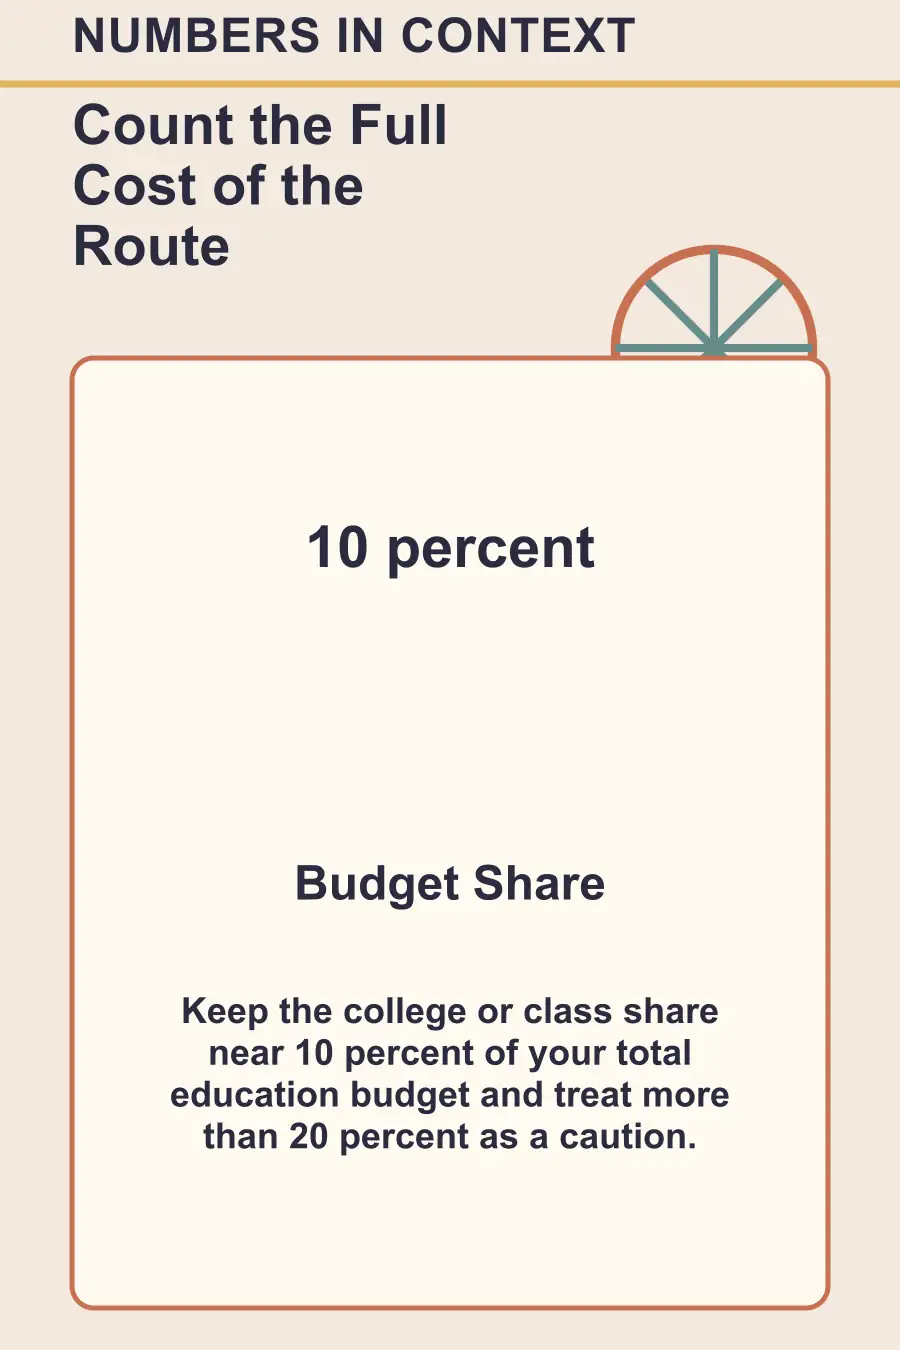 NUMBERS IN CONTEXT
Count the Full
Cost of the
Route
10 percent
Budget Share
Keep the college or class share
near 10 percent of your total
education budget and treat more
than 20 percent as a caution.